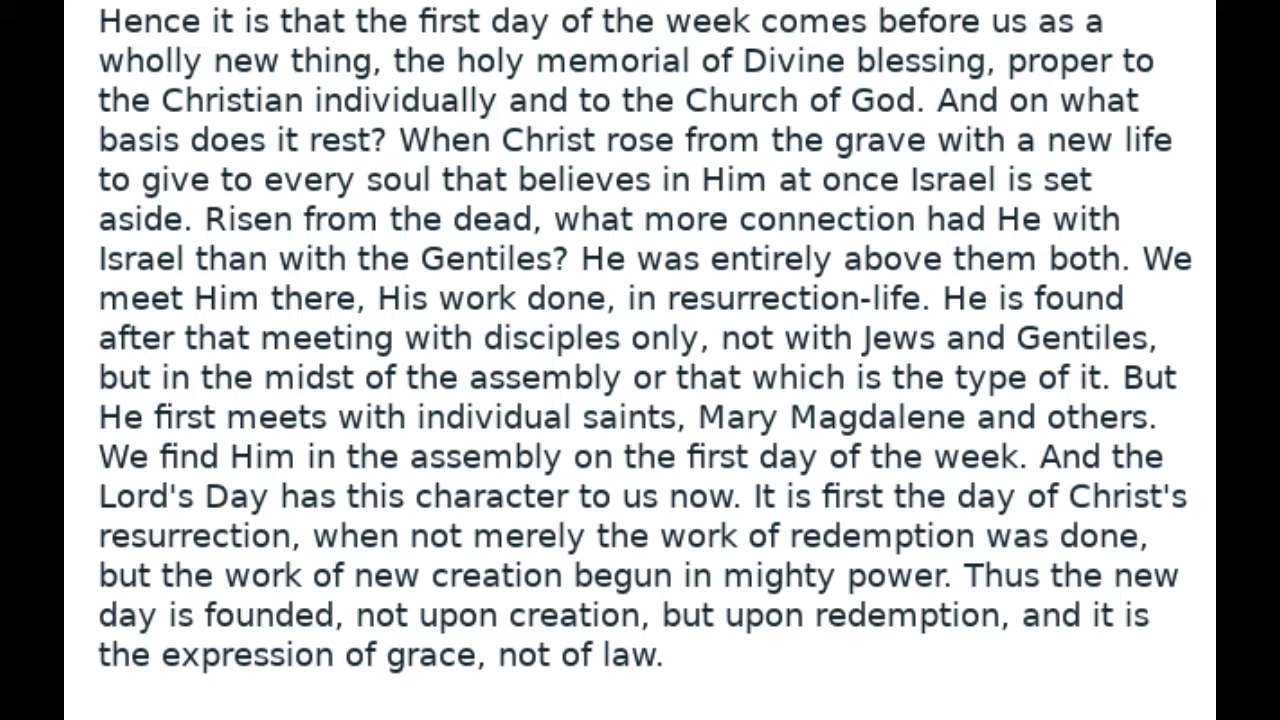 Hence it is that the first day of the week comes before us as a
wholly new thing, the holy memorial of Divine blessing, proper to
the Christian individually and to the Church of God. And on what
basis does it rest? When Christ rose from the grave with a new life
to give to every soul that believes in Him at once Israel is set
aside. Risen from the dead, what more connection had He with
Israel than with the Gentiles? He was entirely above them both. We
meet Him there, His work done, in resurrection-life. He is found
after that meeting with disciples only, not with Jews and Gentiles,
but in the midst of the assembly or that which is the type of it. But
He first meets with individual saints, Mary Magdalene and others.
We find Him in the assembly on the first day of the week. And the
Lord's Day has this character to us now. It is first the day of Christ's
resurrection, when not merely the work of redemption was done,
but the work of new creation begun in mighty power. Thus the new
day is founded, not upon creation, but upon redemption, and it is
the expression of grace, not of law.